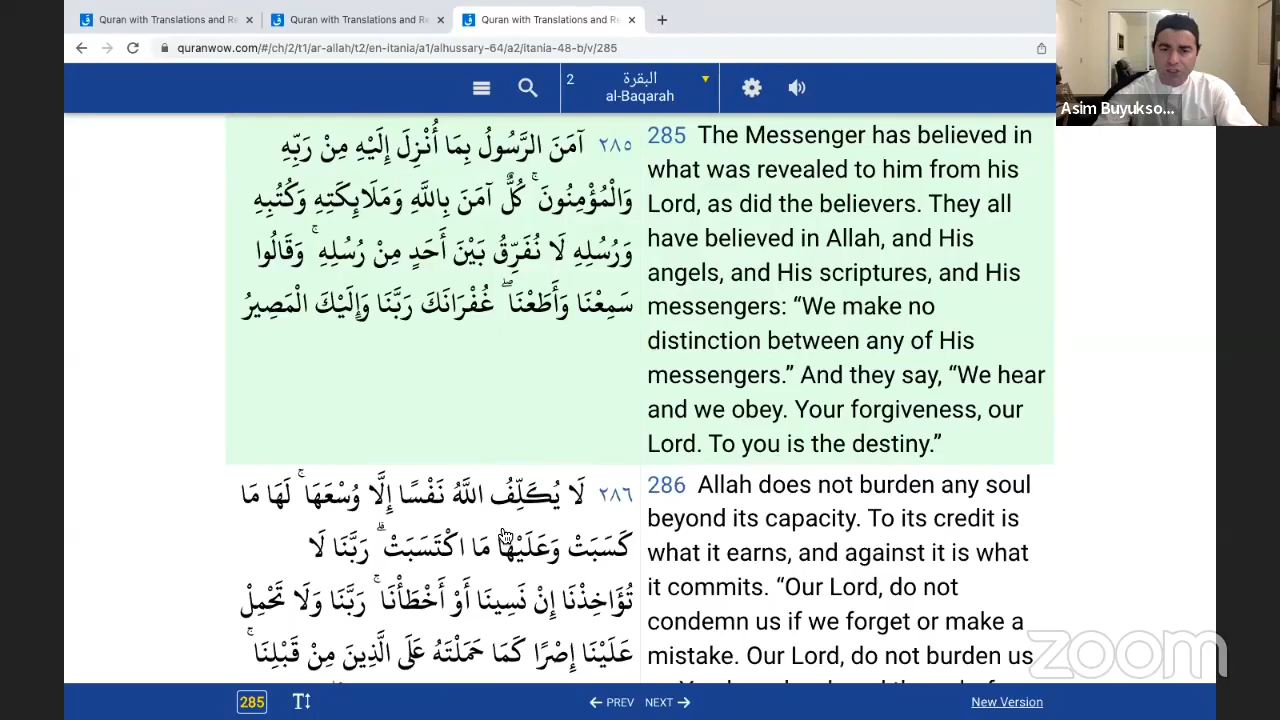 Quran with Translations and Re
Quran with Translations and Re
Quran with Translations and Re
quranwow.com/#/ch/2/t1/ar-allah/t2/en-itania/a1/alhussary-64/a2/itania-48-b/v/285
Asim Buyukso...
2
البقرة
al-Baqarah
٢٨٥ آمَنَ الرَّسُولُ بِمَا أُنْزِلَ إِلَيْهِ مِنْ رَبِّهِ
وَالْمُؤْمِنُونَ ۚ كُلٌّ آمَنَ بِاللَّهِ وَمَلَائِكَتِهِ وَكُتُبِهِ
وَرُسُلِهِ لَا نُفَرِّقُ بَيْنَ أَحَدٍ مِنْ رُسُلِهِ ۚ وَقَالُوا
سَمِعْنَا وَأَطَعْنَا ۖ غُفْرَانَكَ رَبَّنَا وَإِلَيْكَ الْمَصِيرُ
285 The Messenger has believed in
what was revealed to him from his
Lord, as did the believers. They all
have believed in Allah, and His
angels, and His scriptures, and His
messengers: “We make no
distinction between any of His
messengers.” And they say, “We hear
and we obey. Your forgiveness, our
Lord. To you is the destiny.”
٢٨٦ لَا يُكَلِّفُ اللَّهُ نَفْسًا إِلَّا وُسْعَهَا ۚ لَهَا مَا
كَسَبَتْ وَعَلَيْهَا مَا اكْتَسَبَتْ ۗ رَبَّنَا لَا
تُؤَاخِذْنَا إِنْ نَسِينَا أَوْ أَخْطَأْنَا ۚ رَبَّنَا وَلَا تَحْمِلْ
عَلَيْنَا إِصْرًا كَمَا حَمَلْتَهُ عَلَى الَّذِينَ مِنْ قَبْلِنَا ۚ
286 Allah does not burden any soul
beyond its capacity. To its credit is
what it earns, and against it is what
it commits. “Our Lord, do not
condemn us if we forget or make a
mistake. Our Lord, do not burden us
zoom
285
PREV NEXT
New Version